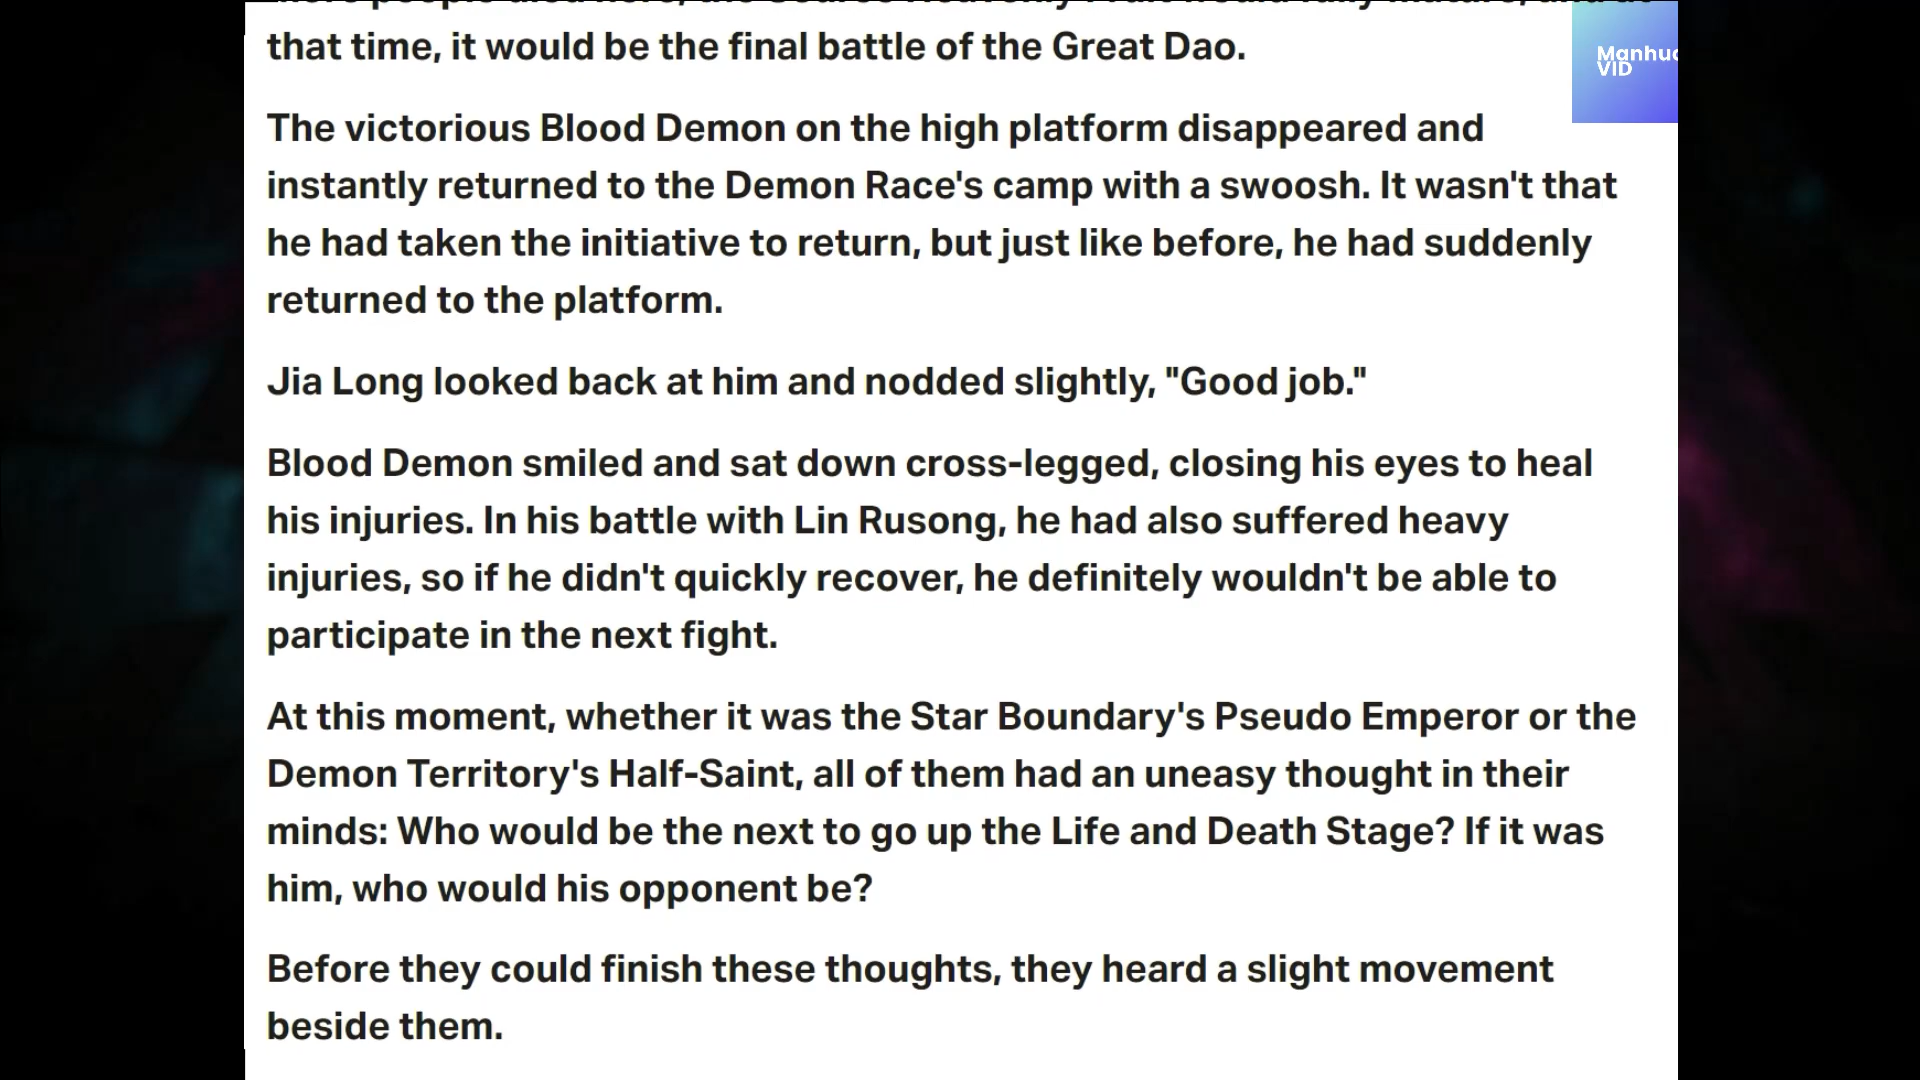 that time, it would be the final battle of the Great Dao.
Manhua
VID
The victorious Blood Demon on the high platform disappeared and
instantly returned to the Demon Race's camp with a swoosh. It wasn't that
he had taken the initiative to return, but just like before, he had suddenly
returned to the platform.
Jia Long looked back at him and nodded slightly, "Good job."
Blood Demon smiled and sat down cross-legged, closing his eyes to heal
his injuries. In his battle with Lin Rusong, he had also suffered heavy
injuries, so if he didn't quickly recover, he definitely wouldn't be able to
participate in the next fight.
At this moment, whether it was the Star Boundary's Pseudo Emperor or the
Demon Territory's Half-Saint, all of them had an uneasy thought in their
minds: Who would be the next to go up the Life and Death Stage? If it was
him, who would his opponent be?
Before they could finish these thoughts, they heard a slight movement
beside them.